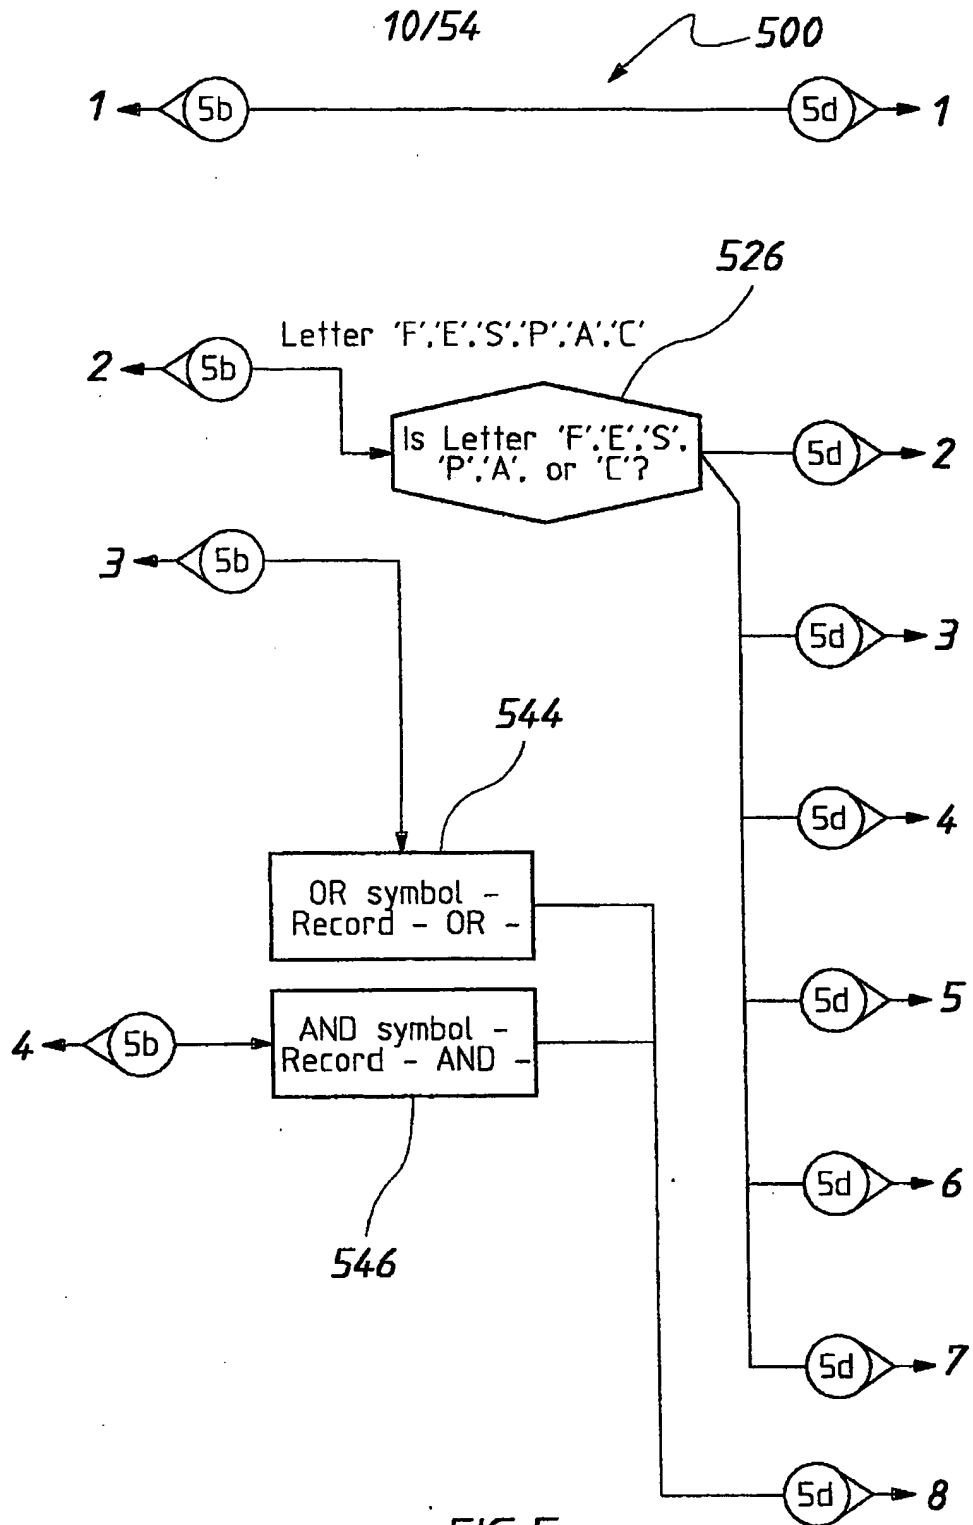 10/54
500
1 5b 5d 1
526
Letter 'F','E','S','P','A','C'
2 5b
Is Letter 'F','E','S',
'P','A', or 'C'?
5d 2
3 5b
5d 3
544
5d 4
OR symbol -
Record - OR -
5d 5
4 5b
AND symbol -
Record - AND -
5d 6
546
5d 7
5d 8